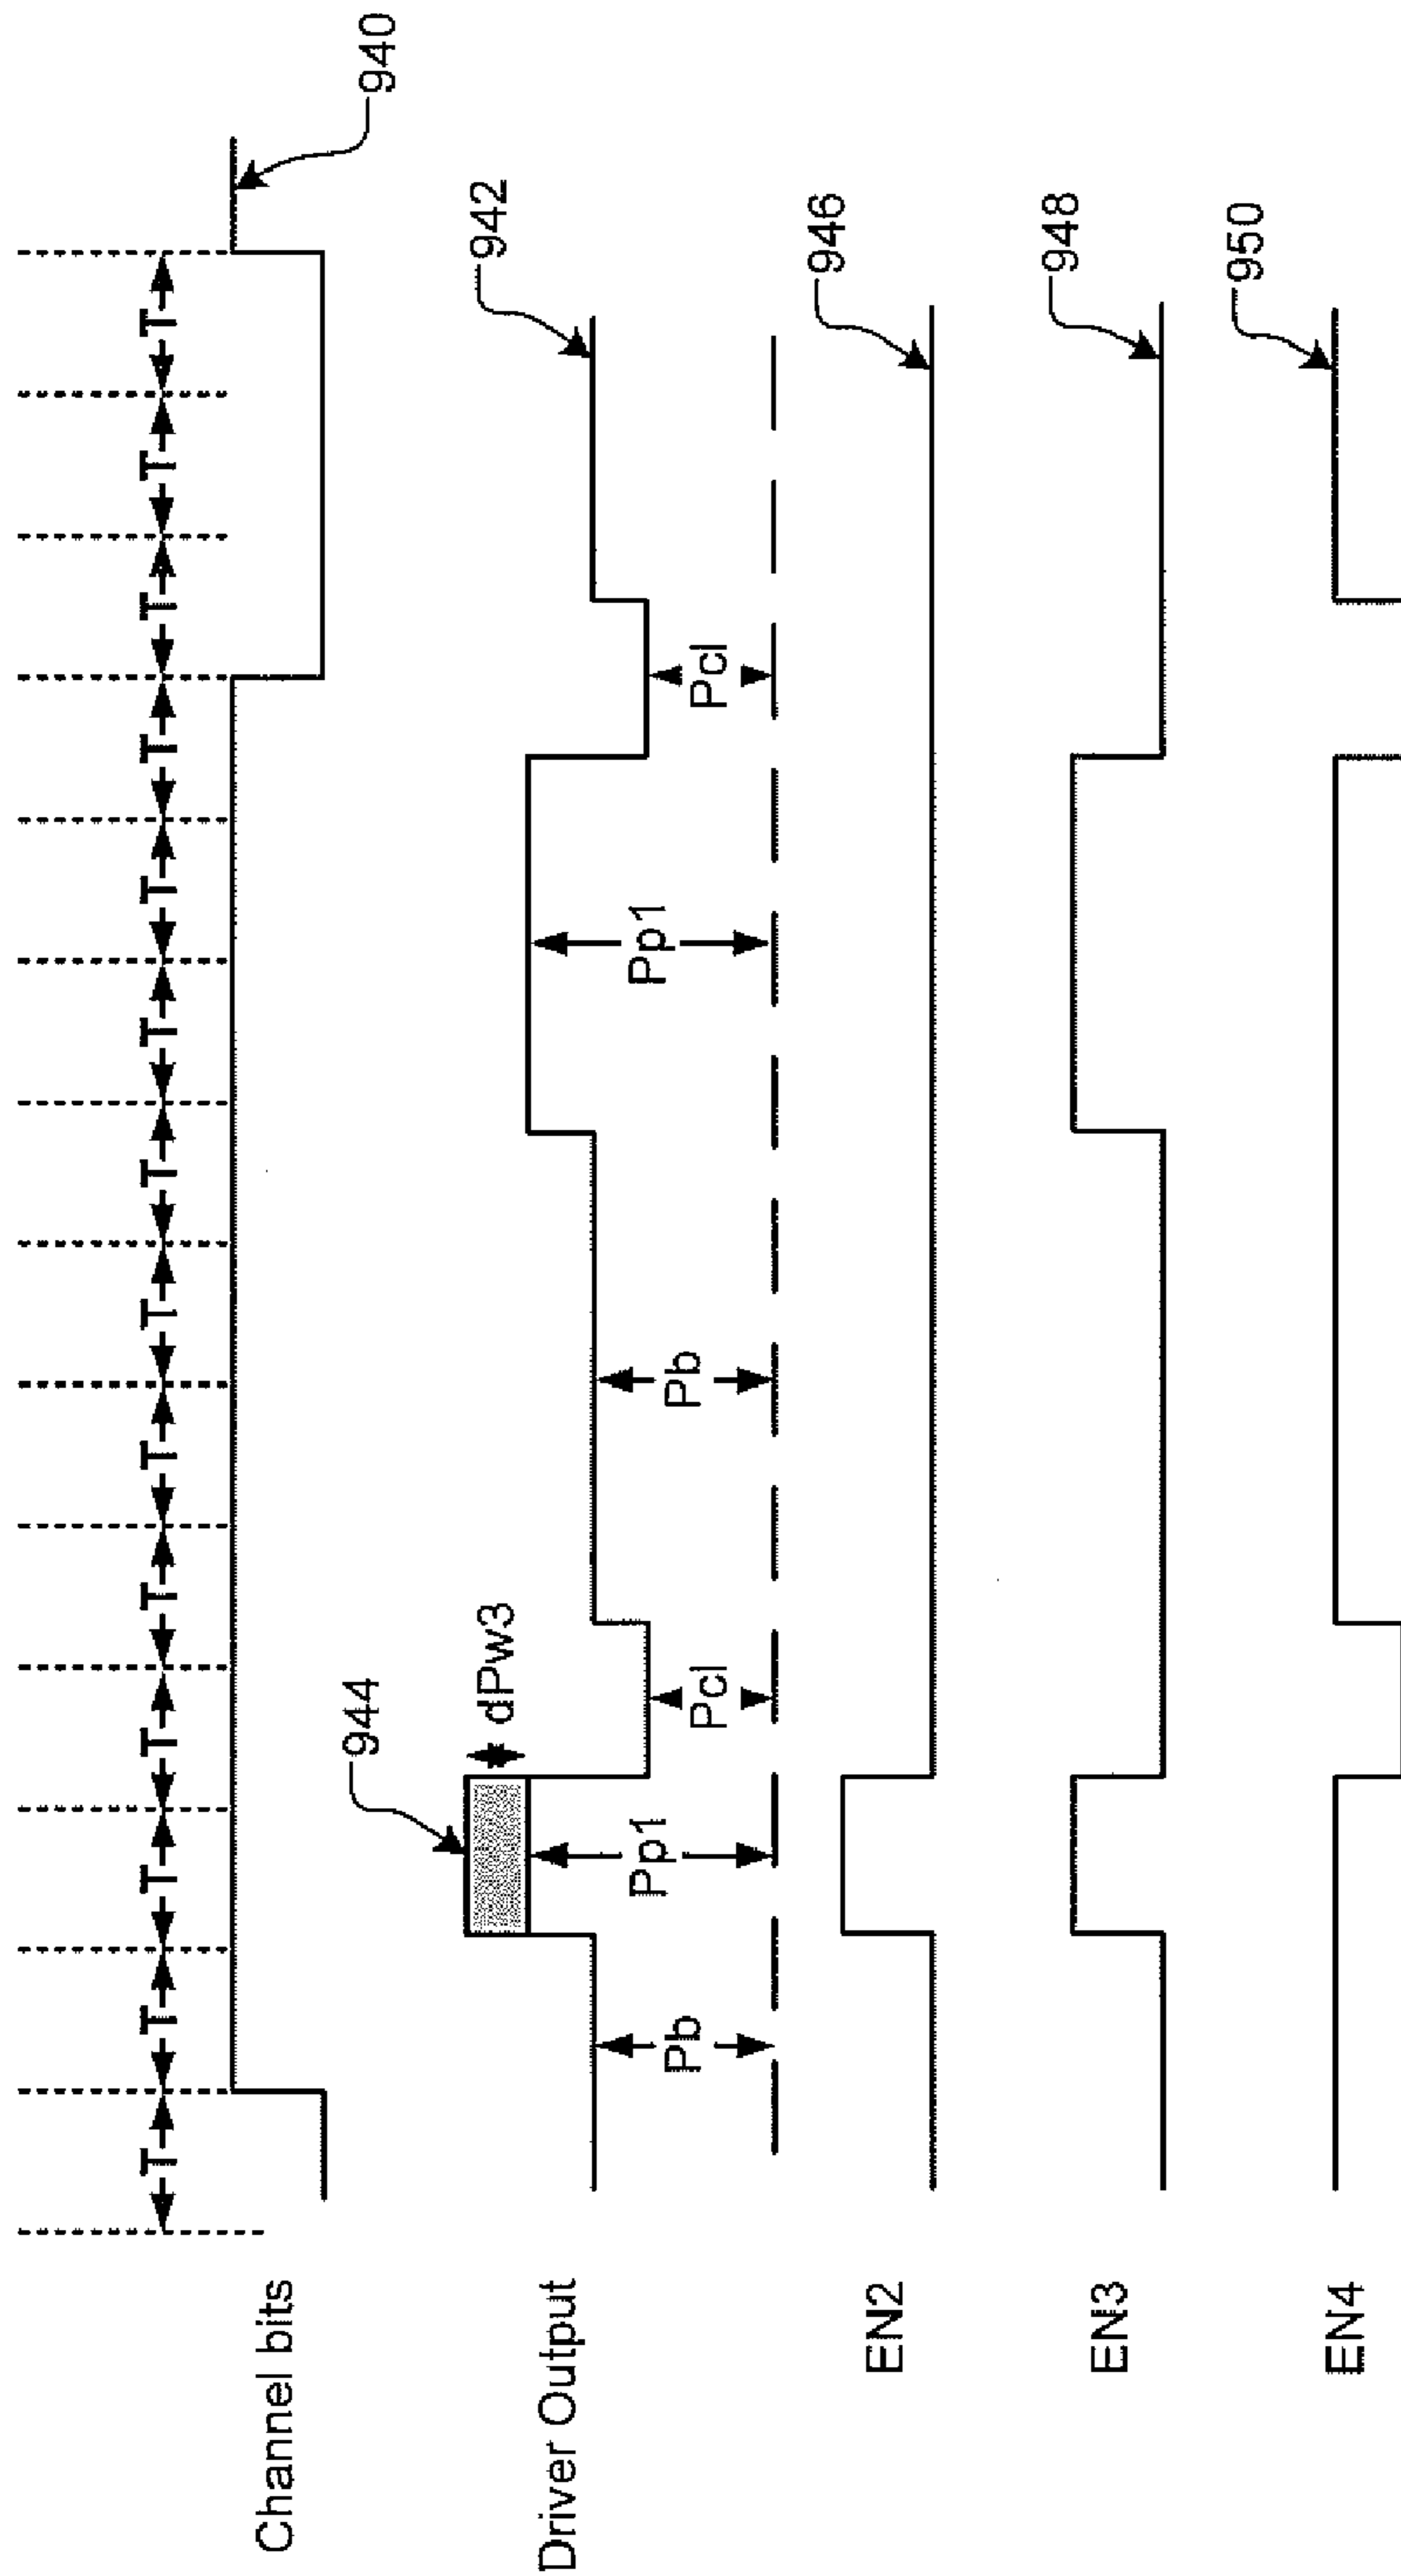 T T T T T T T T T T T T T T
Channel bits
940
944
dPw3
942
Driver Output
Pb Pp1 Pcl Pb Pp1 Pcl
946
EN2
948
EN3
950
EN4